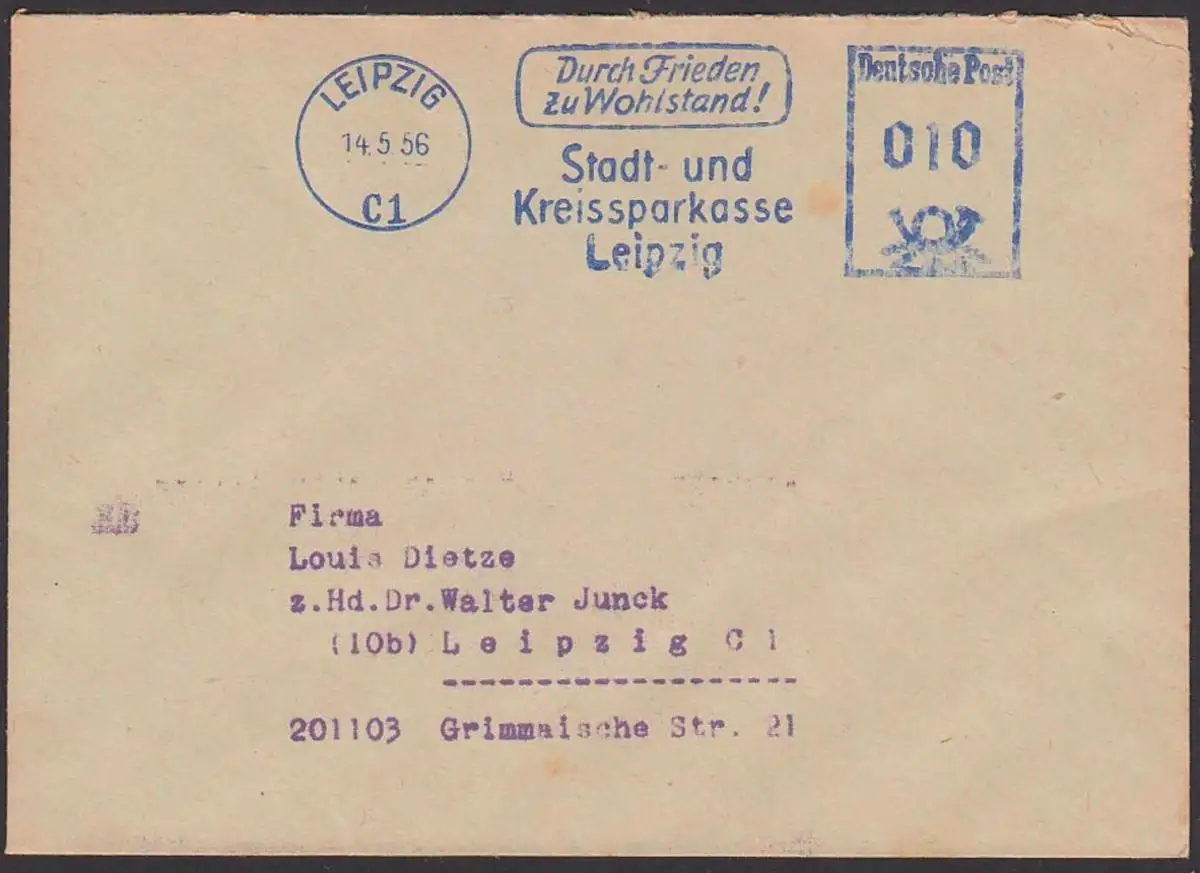 LEIPZIG
14.5.56
C1
Durch Frieden
zu Wohlstand!
Stadt- und
Kreissparkasse
Leipzig
Deutsche Post
010
Firma
Louis Dietze
z.Hd.Dr.Walter Junck
(10b) L e i p z i g C 1
-------------------
201103 Grimmaische Str. 21